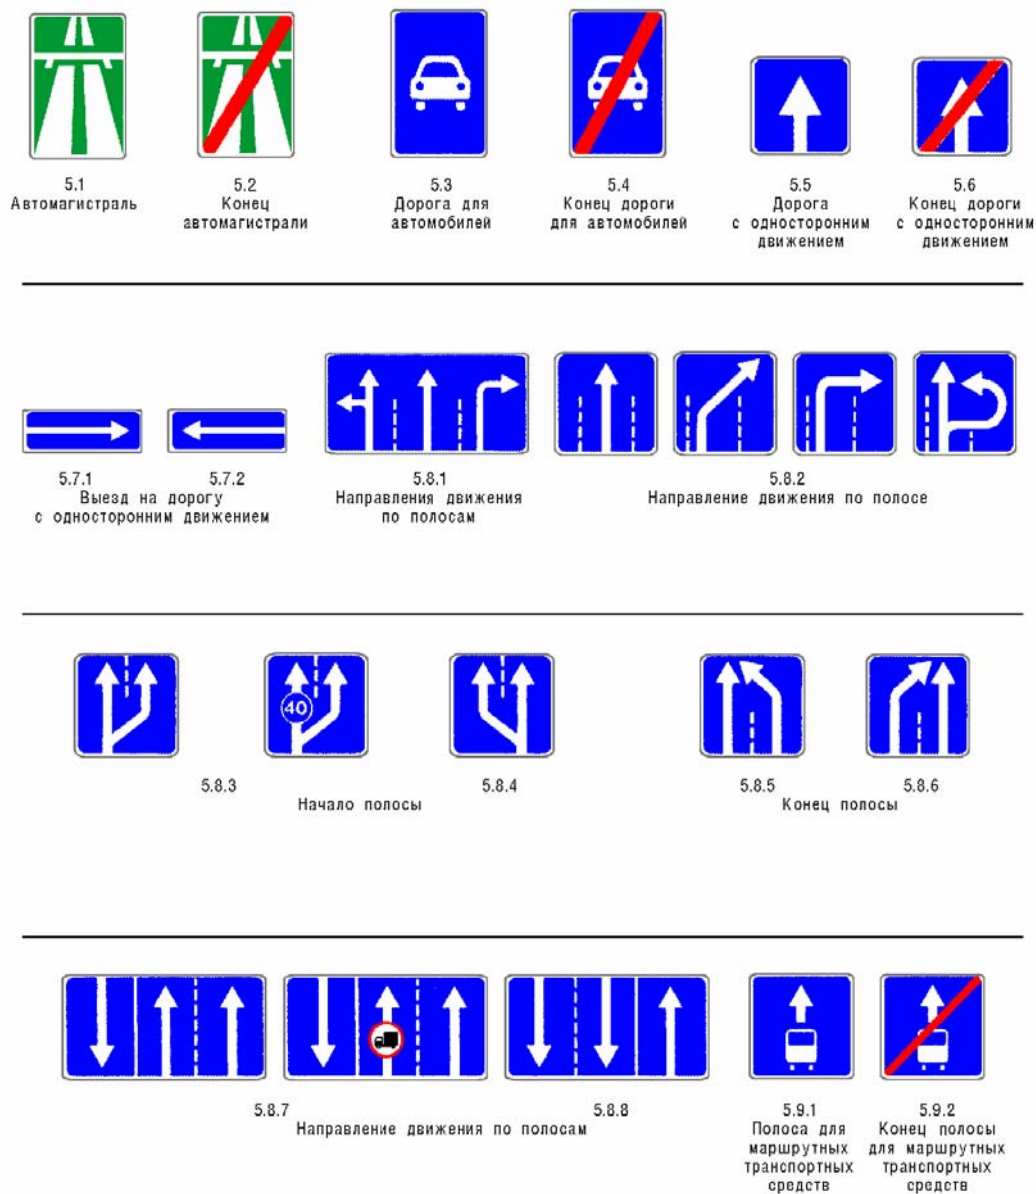 5.1
Автомагистраль
5.2
Конец
автомагистрали
5.3
Дорога для
автомобилей
5.4
Конец дороги
для автомобилей
5.5
Дорога
с односторонним
движением
5.6
Конец дороги
с односторонним
движением
5.7.1
5.7.2
Выезд на дорогу
с односторонним движением
5.8.1
Направления движения
по полосам
5.8.2
Направление движения по полосе
40
5.8.3
5.8.4
Начало полосы
5.8.5
5.8.6
Конец полосы
5.8.7
5.8.8
Направление движения по полосам
5.9.1
Полоса для
маршрутных
транспортных
средств
5.9.2
Конец полосы
для маршрутных
транспортных
средств